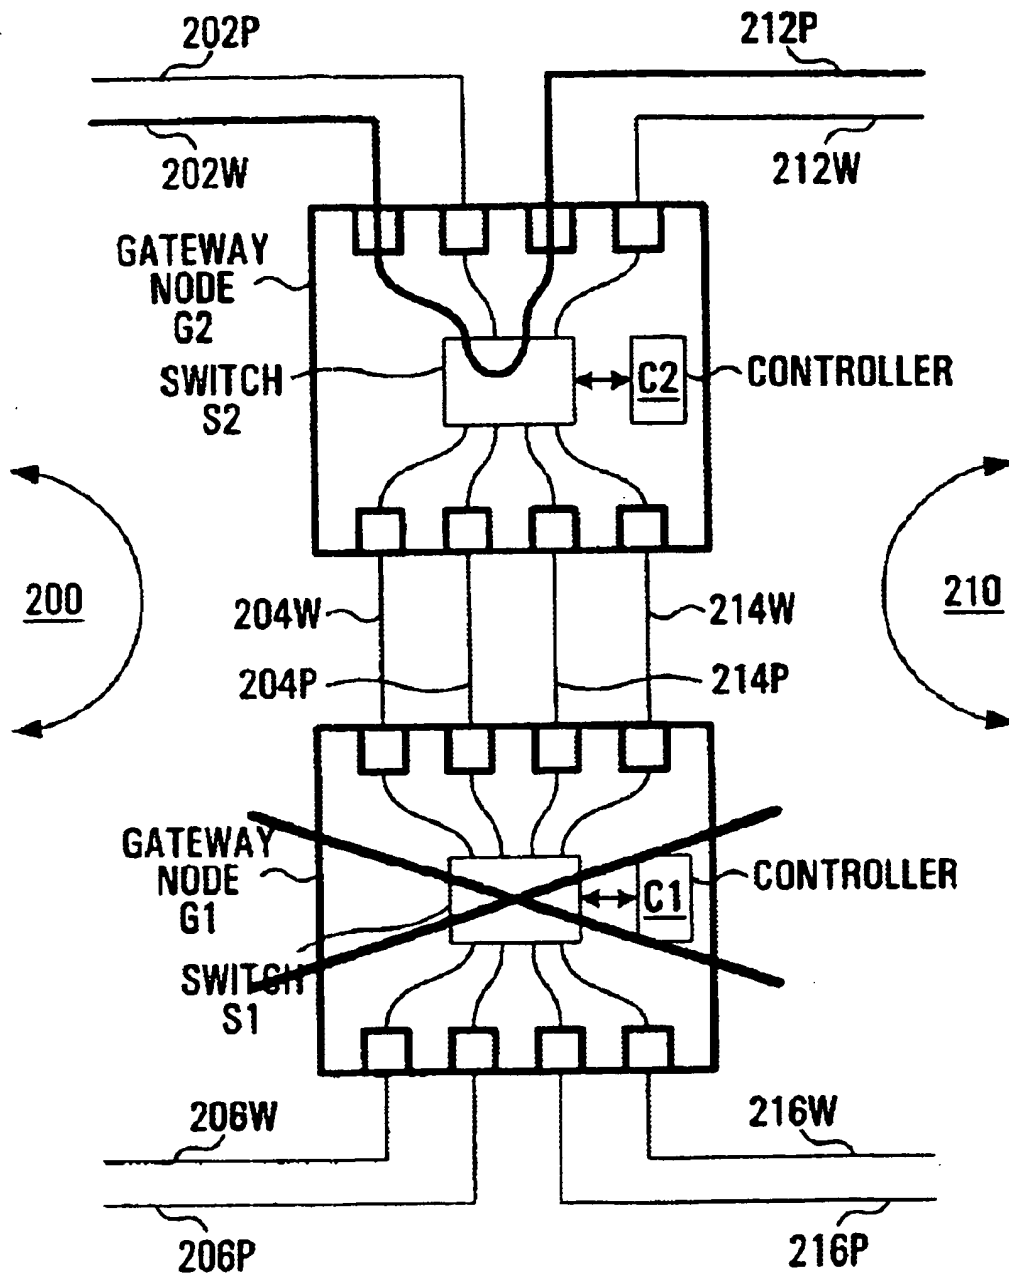 202P
212P
202W
212W
GATEWAY
NODE
G2
SWITCH
S2
C2
CONTROLLER
200
210
204W
214W
204P
214P
GATEWAY
NODE
G1
C1
CONTROLLER
SWITCH
S1
206W
216W
206P
216P